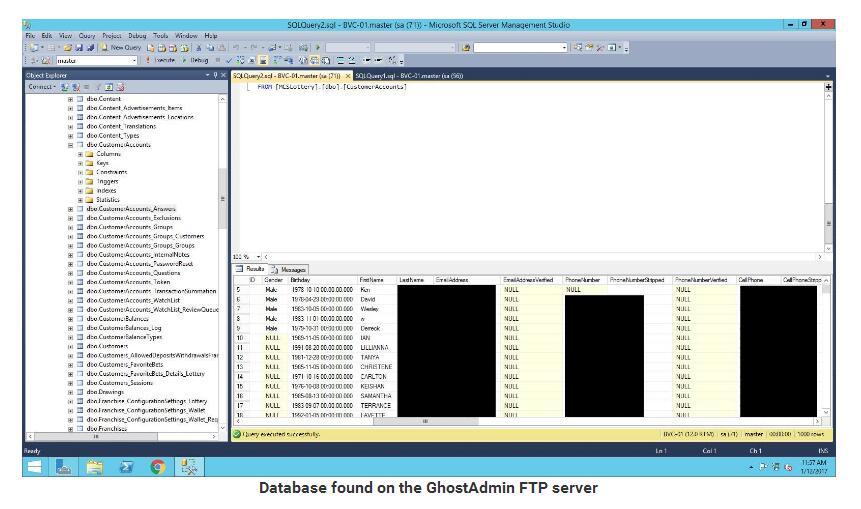 SQLQuery2.sql - BVC-01.master (sa (71)) - Microsoft SQL Server Management Studio
File Edit View Query Project Debug Tools Window Help
New Query
master Execute Debug
Object Explorer
SQLQuery2.sql - BVC-01.master (sa (71)) SQLQuery1.sql - BVC-01.master (sa (56))
Connect
FROM [MLSLottery].[dbo].[CustomerAccounts]
dbo.Content
dbo.Content_Advertisements_Items
dbo.Content_Advertisements_Locations
dbo.Content_Translations
dbo.Content_Types
dbo.CustomerAccounts
Columns
Keys
Constraints
Triggers
Indexes
Statistics
dbo.CustomerAccounts_Answers
dbo.CustomerAccounts_Exclusions
dbo.CustomerAccounts_Groups
dbo.CustomerAccounts_Groups_Customers
dbo.CustomerAccounts_Groups_Groups
dbo.CustomerAccounts_InternalNotes
dbo.CustomerAccounts_PasswordReset
dbo.CustomerAccounts_Questions
dbo.CustomerAccounts_Token
dbo.CustomerAccounts_TransactionSummation
dbo.CustomerAccounts_WatchList
dbo.CustomerAccounts_WatchList_ReviewQueue
dbo.CustomerBalances
dbo.CustomerBalances_Log
dbo.CustomerBalanceTypes
dbo.Customers
dbo.Customers_AllowedDepositsWithdrawalsFran
dbo.Customers_FavoriteBets
dbo.Customers_FavoriteBets_Details_Lottery
dbo.Customers_Sessions
dbo.Drawings
dbo.Franchise_ConfigurationSettings_Lottery
dbo.Franchise_ConfigurationSettings_Wallet
dbo.Franchise_ConfigurationSettings_Wallet_Req
dbo.Franchises
100 %
Results Messages
ID Gender Birthday FirstName LastName EmailAddress EmailAddressVerified PhoneNumber PhoneNumberStripped PhoneNumberVerified CellPhone CellPhoneStripp
5 Male 1978-10-10 00:00:00.000 Ken NULL NULL NULL
6 Male 1978-04-29 00:00:00.000 David NULL NULL
7 Male 1983-10-05 00:00:00.000 Wesley NULL NULL
8 Male 1983-11-01 00:00:00.000 w NULL NULL
9 Male 1979-10-31 00:00:00.000 Derreck NULL NULL
10 NULL 1969-11-05 00:00:00.000 IAN NULL NULL
11 NULL 1991-08-20 00:00:00.000 LILLIANNA NULL NULL
12 NULL 1981-12-28 00:00:00.000 TANYA NULL NULL
13 NULL 1965-11-05 00:00:00.000 CHRISTENE NULL NULL
14 NULL 1971-10-16 00:00:00.000 CARLTON NULL NULL
15 NULL 1976-10-08 00:00:00.000 KEISHAN NULL NULL
16 NULL 1985-08-13 00:00:00.000 SAMANTHA NULL NULL
17 NULL 1983-09-07 00:00:00.000 TERRANCE NULL NULL
18 NULL 1992-01-05 00:00:00.000 LAVETTE NULL NULL
Query executed successfully. BVC-01 (12.0 RTM) sa (71) master 00:00:00 1000 rows
Ready Ln 1 Col 1 Ch 1 INS
11:57 AM
1/12/2017
Database found on the GhostAdmin FTP server